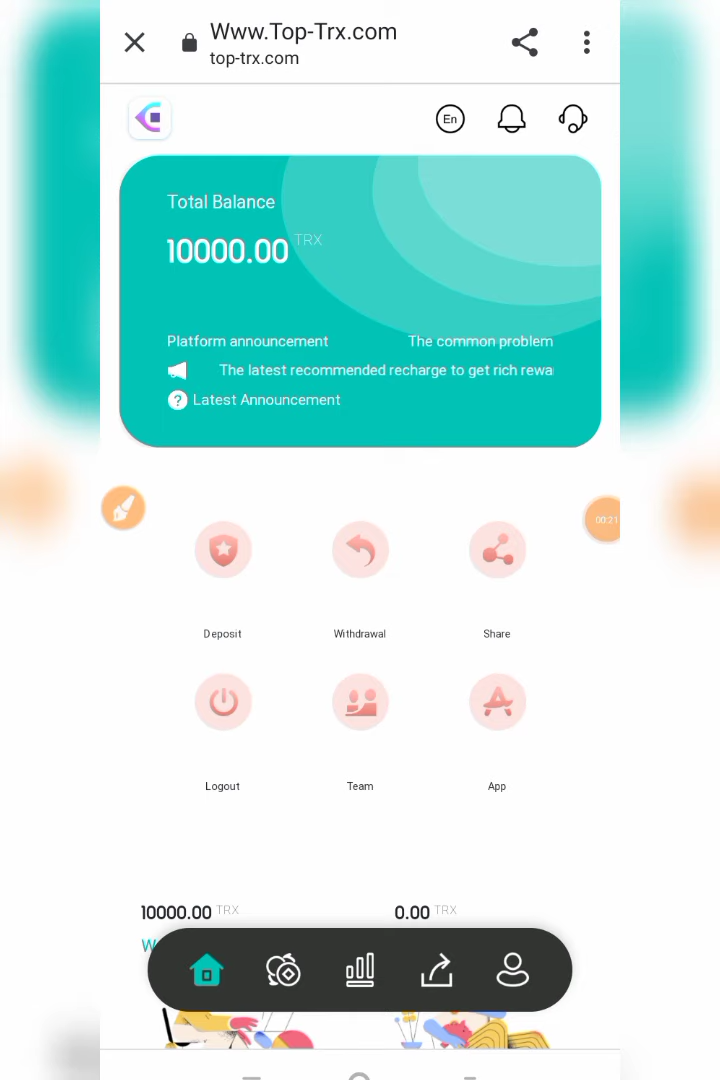 Www.Top-Trx.com
top-trx.com
En
Total Balance
10000.00 TRX
Platform announcement The common problem
The latest recommended recharge to get rich rewa
? Latest Announcement
00:21
Deposit Withdrawal Share
Logout Team App
10000.00 TRX 0.00 TRX